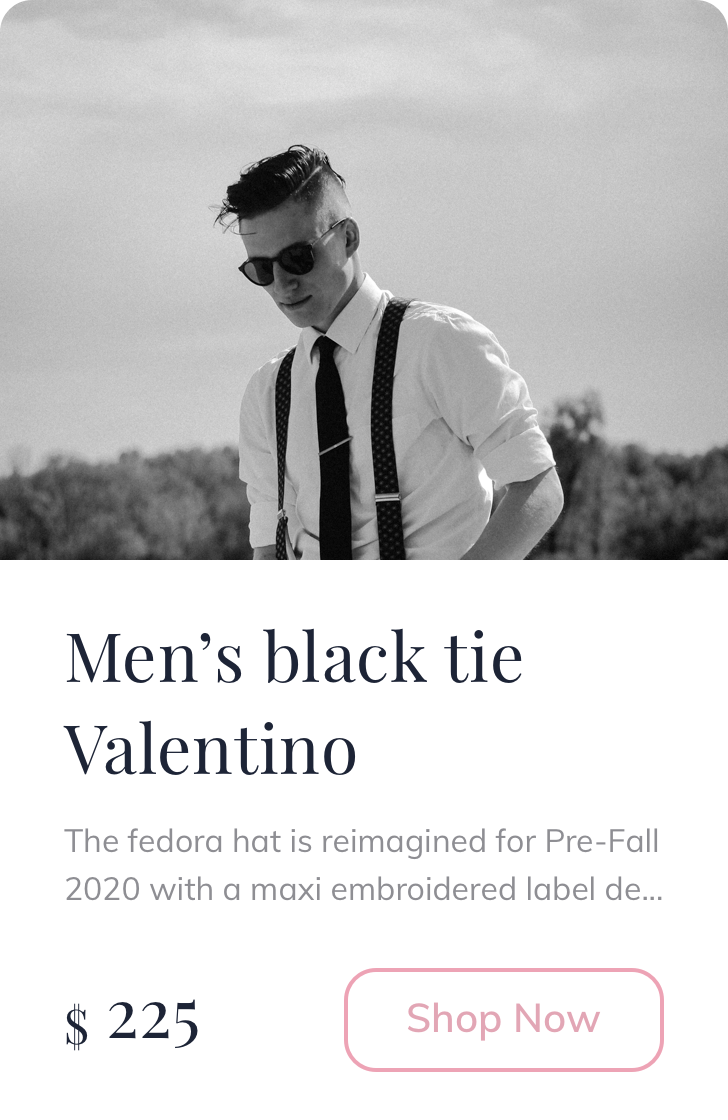 Men’s black tie
Valentino
The fedora hat is reimagined for Pre-Fall
2020 with a maxi embroidered label de...
$ 225
Shop Now